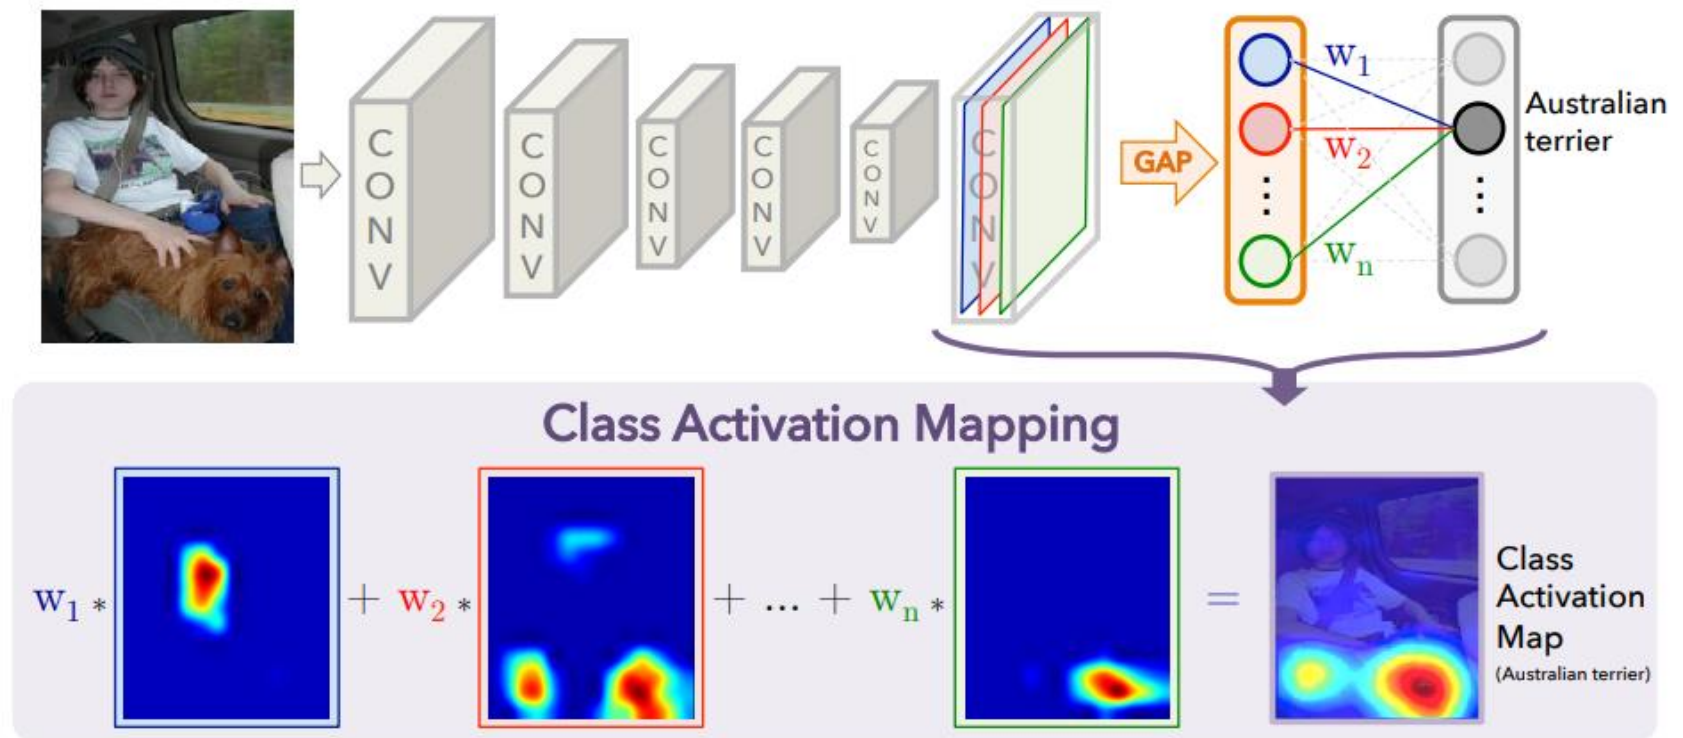 CONV
CONV
CONV
CONV
CONV
CONV
GAP
w1
w2
⋮
wn
⋮
Australian
terrier
Class Activation Mapping
w1 * + w2 * + ... + wn * =
Class
Activation
Map
(Australian terrier)